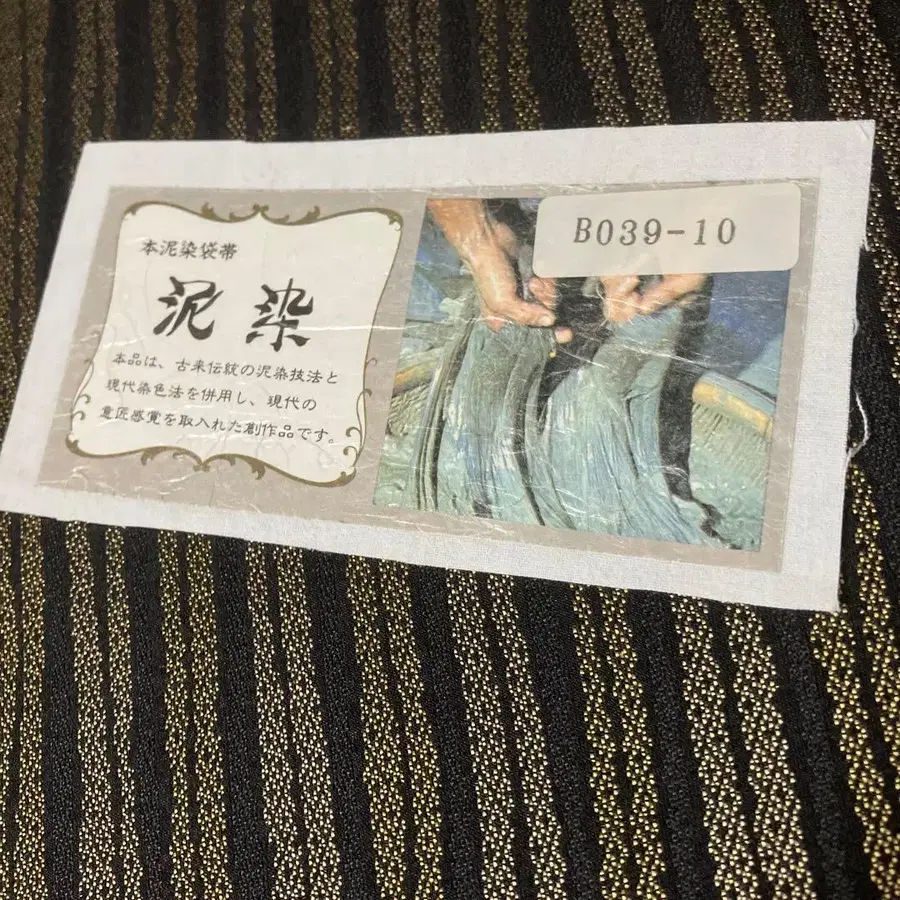 本泥染袋帯
泥染
本品は、古来伝統の泥染技法と
現代染色法を併用し、現代の
意匠感覚を取入れた創作品です。
B039-10